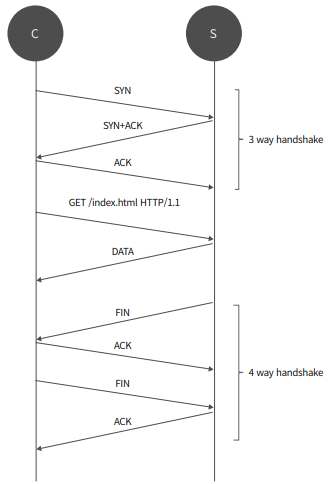 C
S
SYN
SYN+ACK
3 way handshake
ACK
GET /index.html HTTP/1.1
DATA
FIN
ACK
4 way handshake
FIN
ACK